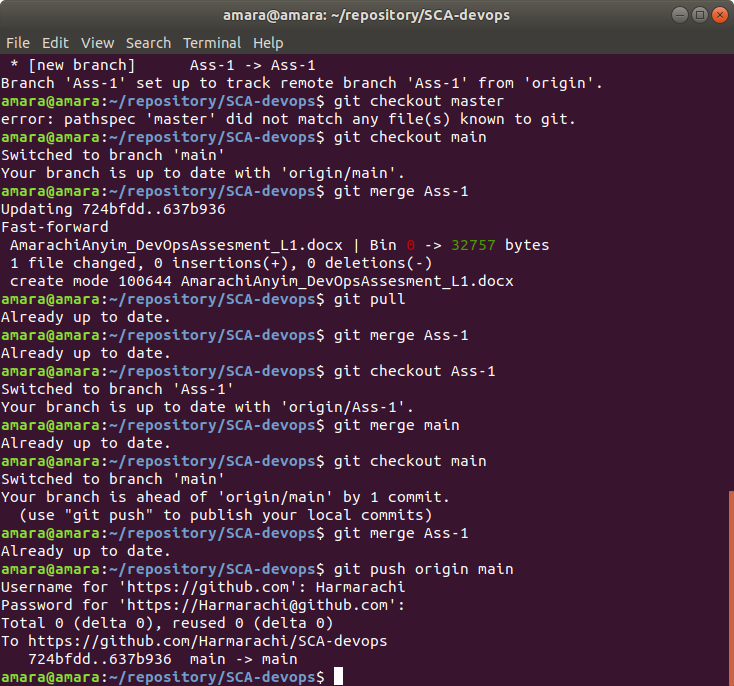 amara@amara: ~/repository/SCA-devops
File Edit View Search Terminal Help
 * [new branch]      Ass-1 -> Ass-1
Branch 'Ass-1' set up to track remote branch 'Ass-1' from 'origin'.
amara@amara:~/repository/SCA-devops$ git checkout master
error: pathspec 'master' did not match any file(s) known to git.
amara@amara:~/repository/SCA-devops$ git checkout main
Switched to branch 'main'
Your branch is up to date with 'origin/main'.
amara@amara:~/repository/SCA-devops$ git merge Ass-1
Updating 724bfdd..637b936
Fast-forward
 AmarachiAnyim_DevOpsAssesment_L1.docx | Bin 0 -> 32757 bytes
 1 file changed, 0 insertions(+), 0 deletions(-)
 create mode 100644 AmarachiAnyim_DevOpsAssesment_L1.docx
amara@amara:~/repository/SCA-devops$ git pull
Already up to date.
amara@amara:~/repository/SCA-devops$ git merge Ass-1
Already up to date.
amara@amara:~/repository/SCA-devops$ git checkout Ass-1
Switched to branch 'Ass-1'
Your branch is up to date with 'origin/Ass-1'.
amara@amara:~/repository/SCA-devops$ git merge main
Already up to date.
amara@amara:~/repository/SCA-devops$ git checkout main
Switched to branch 'main'
Your branch is ahead of 'origin/main' by 1 commit.
  (use "git push" to publish your local commits)
amara@amara:~/repository/SCA-devops$ git merge Ass-1
Already up to date.
amara@amara:~/repository/SCA-devops$ git push origin main
Username for 'https://github.com': Harmarachi
Password for 'https://Harmarachi@github.com':
Total 0 (delta 0), reused 0 (delta 0)
To https://github.com/Harmarachi/SCA-devops
   724bfdd..637b936  main -> main
amara@amara:~/repository/SCA-devops$